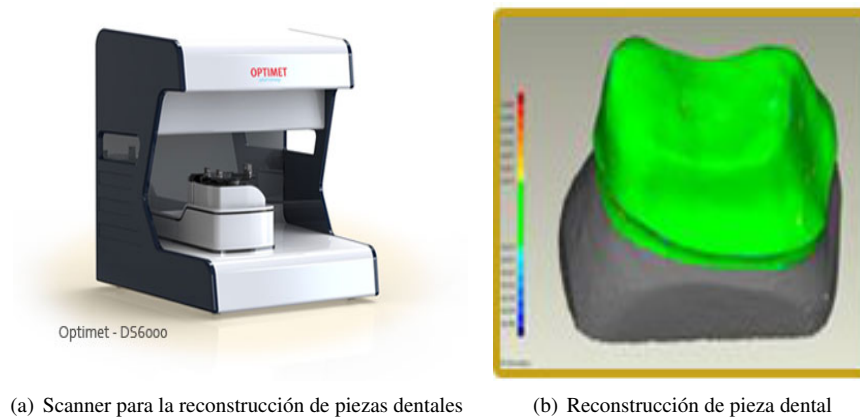 OPTIMET
Optimet - DS6000
(a) Scanner para la reconstrucción de piezas dentales
(b) Reconstrucción de pieza dental